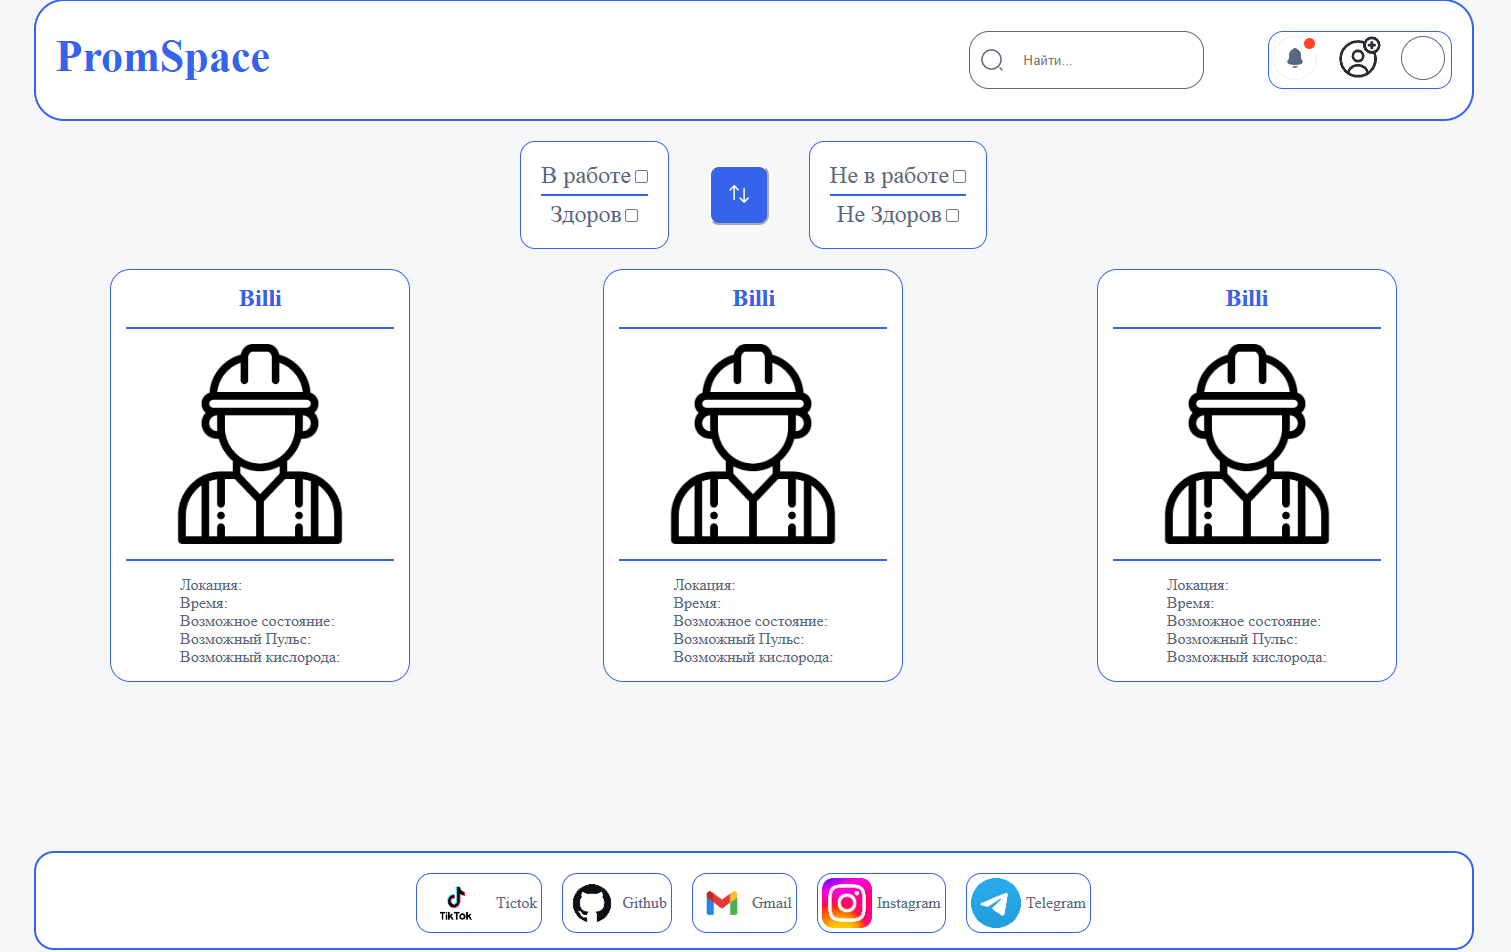 PromSpace
Найти...
В работе
Здоров
Не в работе
Не Здоров
Billi
Локация:
Время:
Возможное состояние:
Возможный Пульс:
Возможный кислорода:
Billi
Локация:
Время:
Возможное состояние:
Возможный Пульс:
Возможный кислорода:
Billi
Локация:
Время:
Возможное состояние:
Возможный Пульс:
Возможный кислорода:
TikTok
Tictok
Github
Gmail
Instagram
Telegram